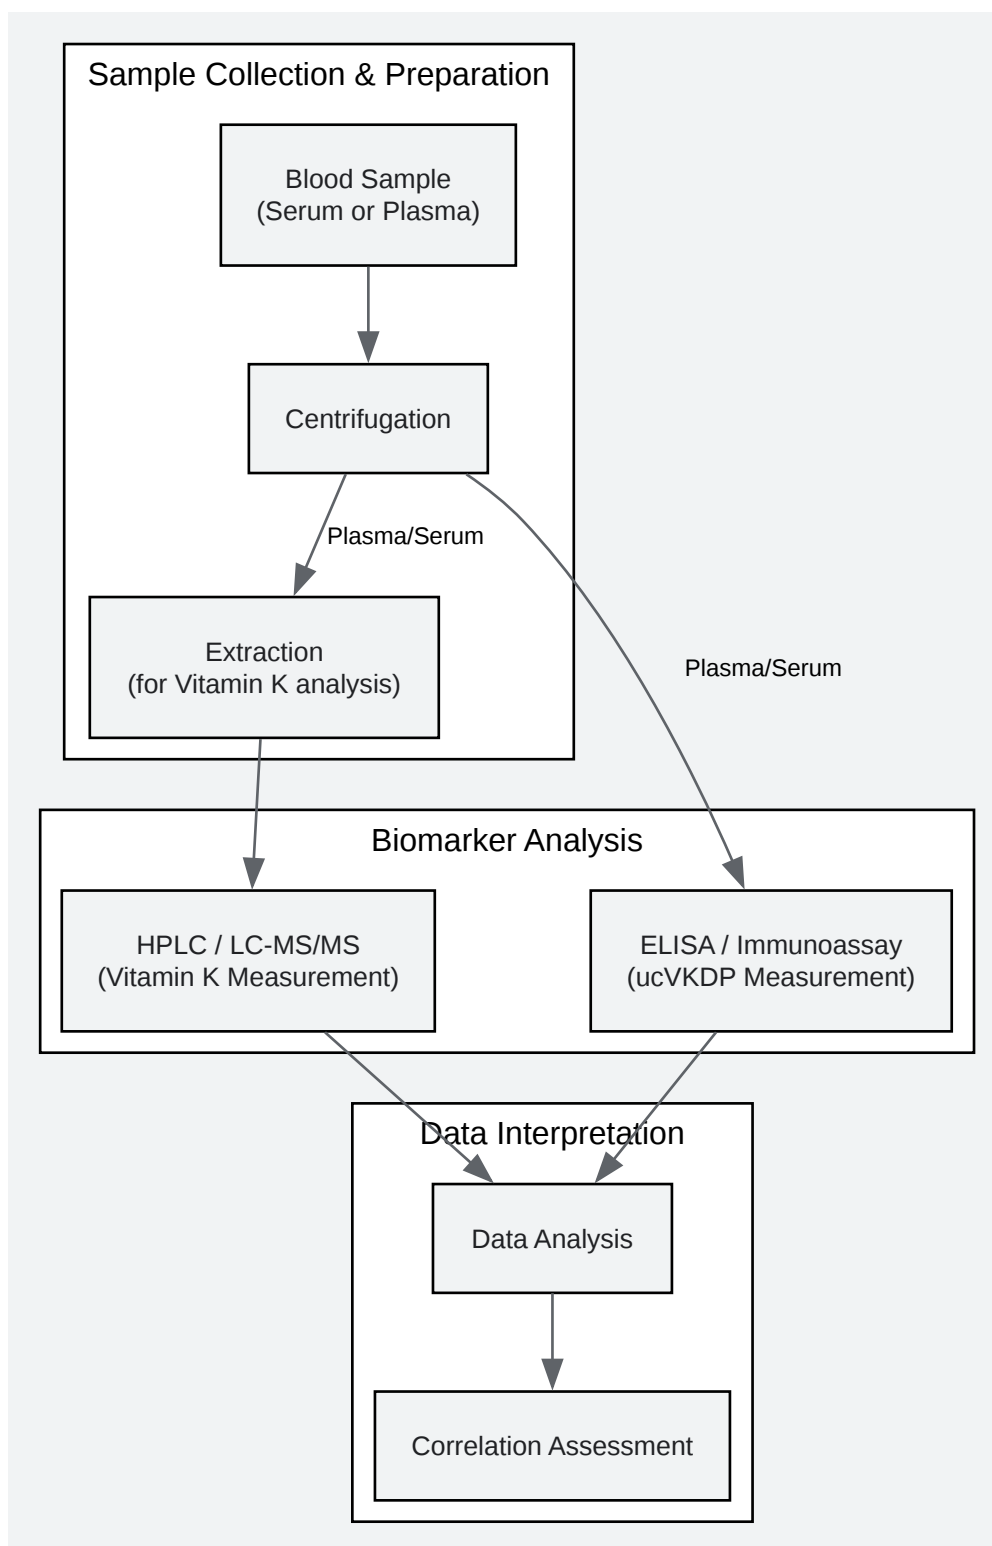 Sample Collection & Preparation
Blood Sample
(Serum or Plasma)
Centrifugation
Plasma/Serum
Extraction
(for Vitamin K analysis)
Plasma/Serum
Biomarker Analysis
HPLC / LC-MS/MS
(Vitamin K Measurement)
ELISA / Immunoassay
(ucVKDP Measurement)
Data Interpretation
Data Analysis
Correlation Assessment